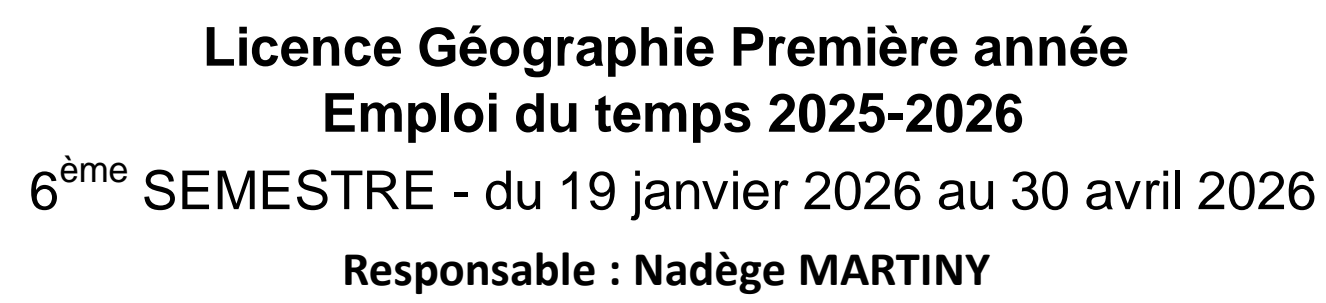 Licence Géographie Première année
Emploi du temps 2025-2026
6ème SEMESTRE - du 19 janvier 2026 au 30 avril 2026
Responsable : Nadège MARTINY